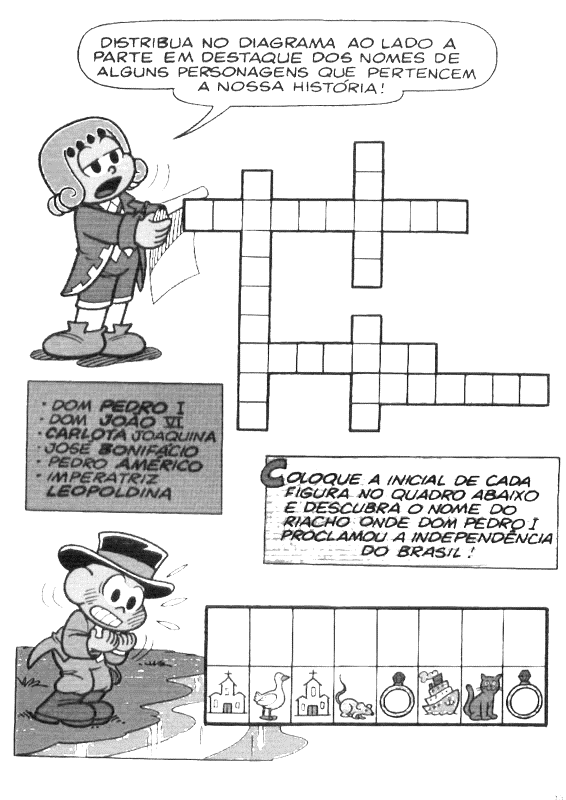 DISTRIBUA NO DIAGRAMA AO LADO A
PARTE EM DESTAQUE DOS NOMES DE
ALGUNS PERSONAGENS QUE PERTENCEM
A NOSSA HISTÓRIA!
• DOM PEDRO I
• DOM JOÃO VI
• CARLOTA JOAQUINA
• JOSÉ BONIFÁCIO
• PEDRO AMÉRICO
• IMPERATRIZ
LEOPOLDINA
COLOQUE A INICIAL DE CADA
FIGURA NO QUADRO ABAIXO
E DESCUBRA O NOME DO
RIACHO ONDE DOM PEDRO I
PROCLAMOU A INDEPENDÊNCIA
DO BRASIL!